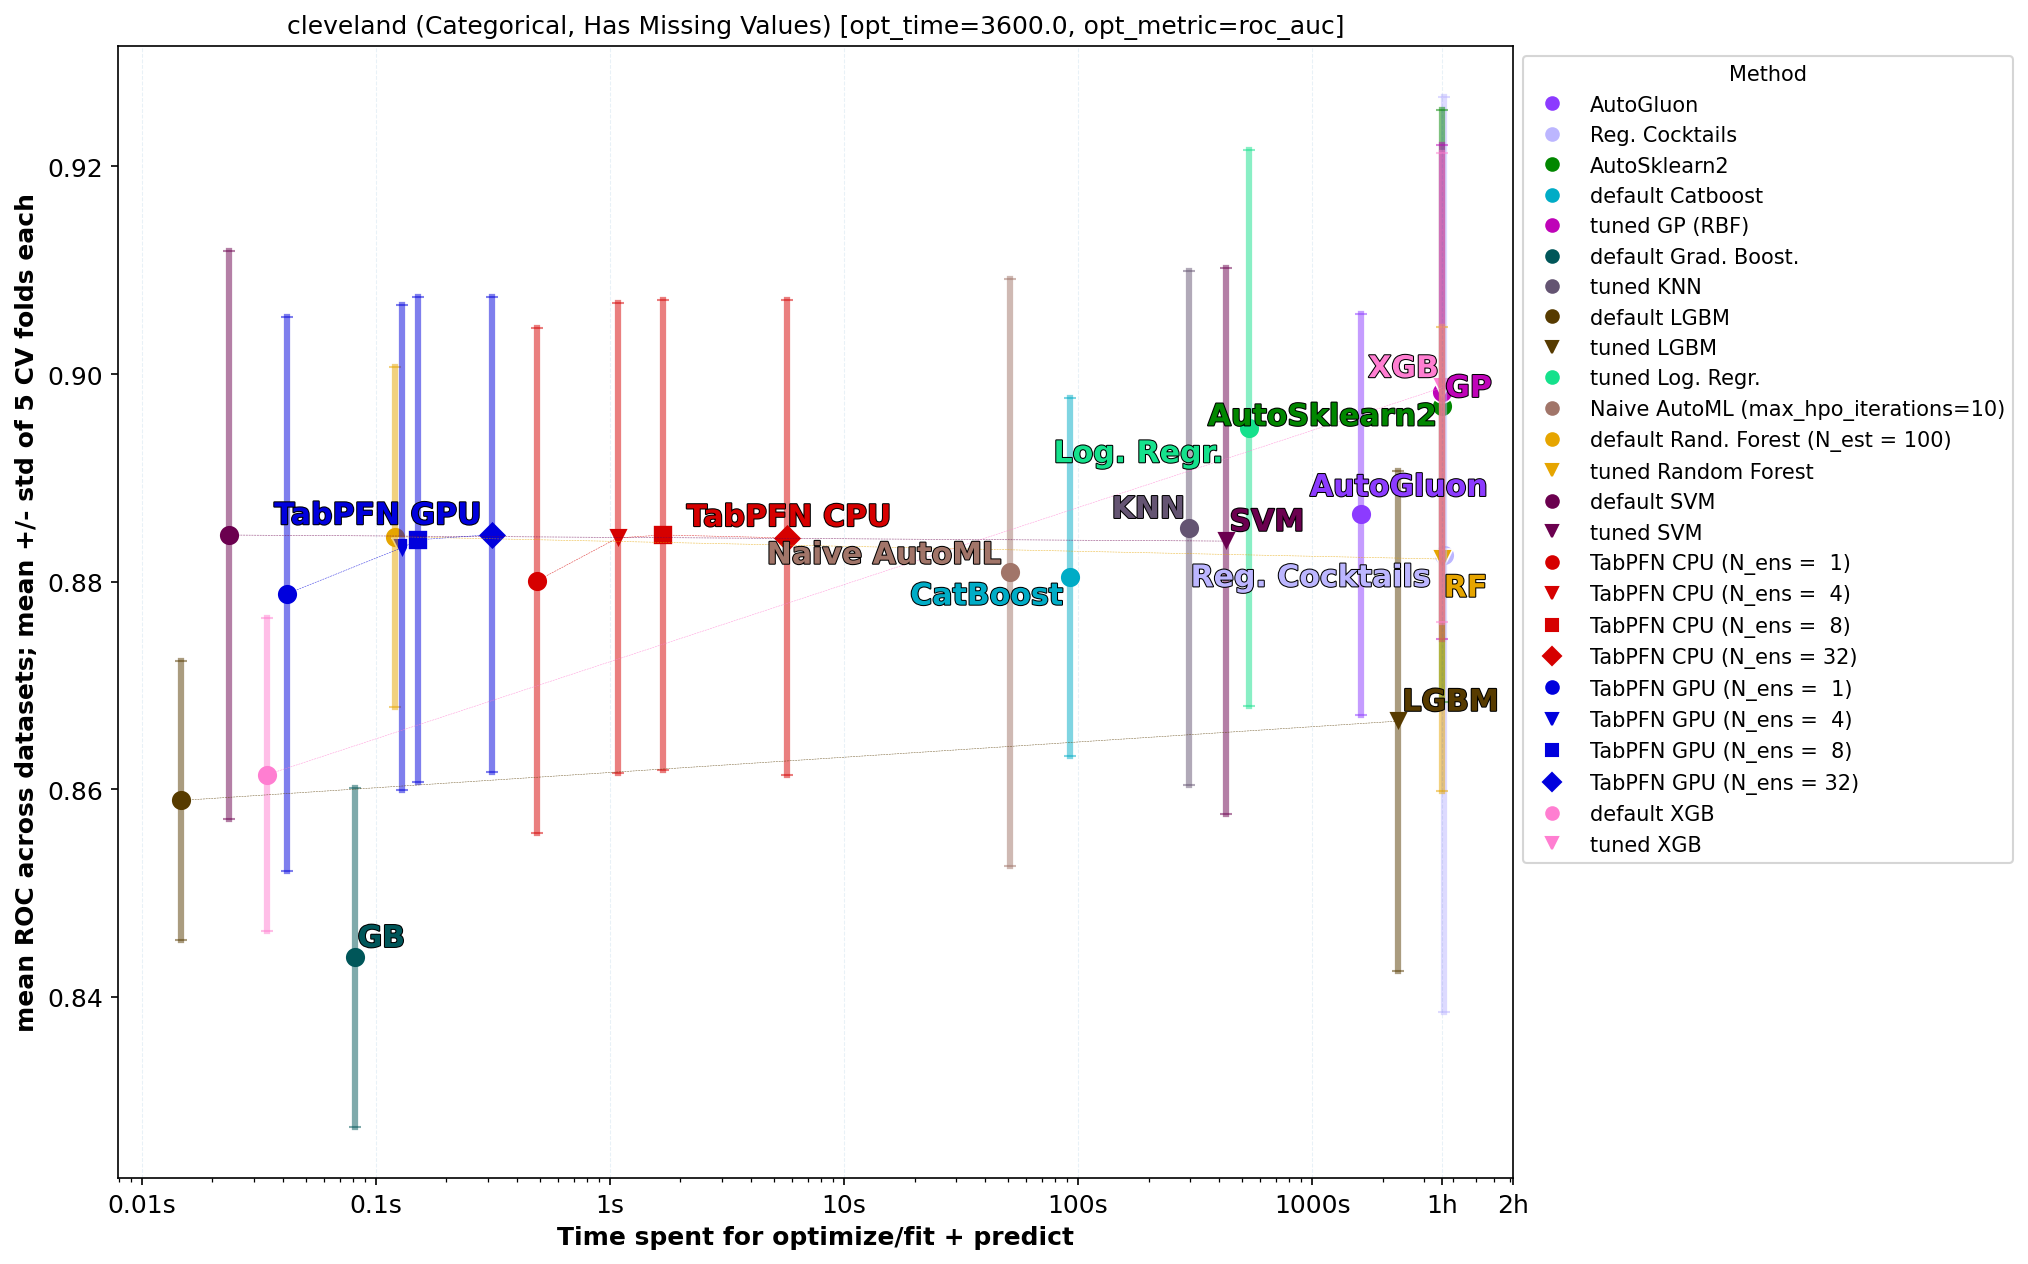 cleveland (Categorical, Has Missing Values) [opt_time=3600.0, opt_metric=roc_auc]
mean ROC across datasets; mean +/- std of 5 CV folds each
0.92
0.90
0.88
0.86
0.84
XGB
GP
AutoSklearn2
Log. Regr.
AutoGluon
KNN
SVM
TabPFN GPU
TabPFN CPU
Naive AutoML
CatBoost
Reg. Cocktails
RF
LGBM
GB
0.01s
0.1s
1s
10s
100s
1000s
1h
2h
Time spent for optimize/fit + predict
Method
AutoGluon
Reg. Cocktails
AutoSklearn2
default Catboost
tuned GP (RBF)
default Grad. Boost.
tuned KNN
default LGBM
tuned LGBM
tuned Log. Regr.
Naive AutoML (max_hpo_iterations=10)
default Rand. Forest (N_est = 100)
tuned Random Forest
default SVM
tuned SVM
TabPFN CPU (N_ens =  1)
TabPFN CPU (N_ens =  4)
TabPFN CPU (N_ens =  8)
TabPFN CPU (N_ens = 32)
TabPFN GPU (N_ens =  1)
TabPFN GPU (N_ens =  4)
TabPFN GPU (N_ens =  8)
TabPFN GPU (N_ens = 32)
default XGB
tuned XGB